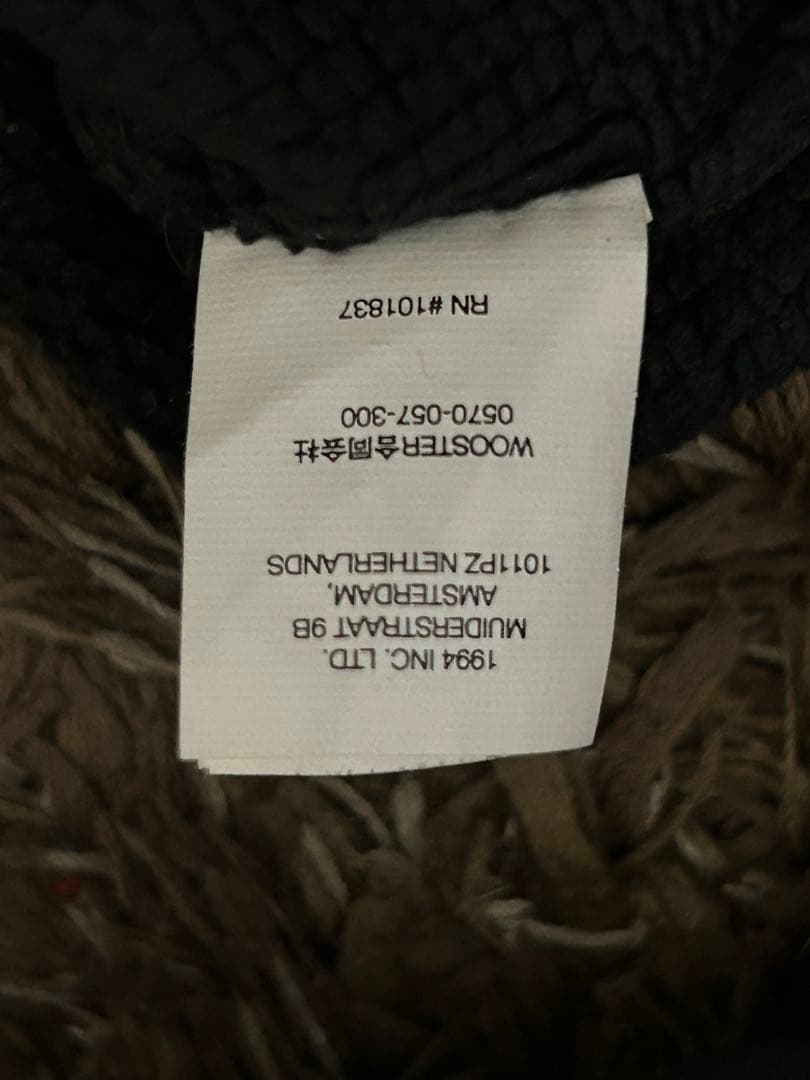 1994 INC. LTD.
MUIDERSTRAAT 9B
AMSTERDAM,
1011PZ NETHERLANDS
WOOSTER合同会社
0570-057-300
RN #101837